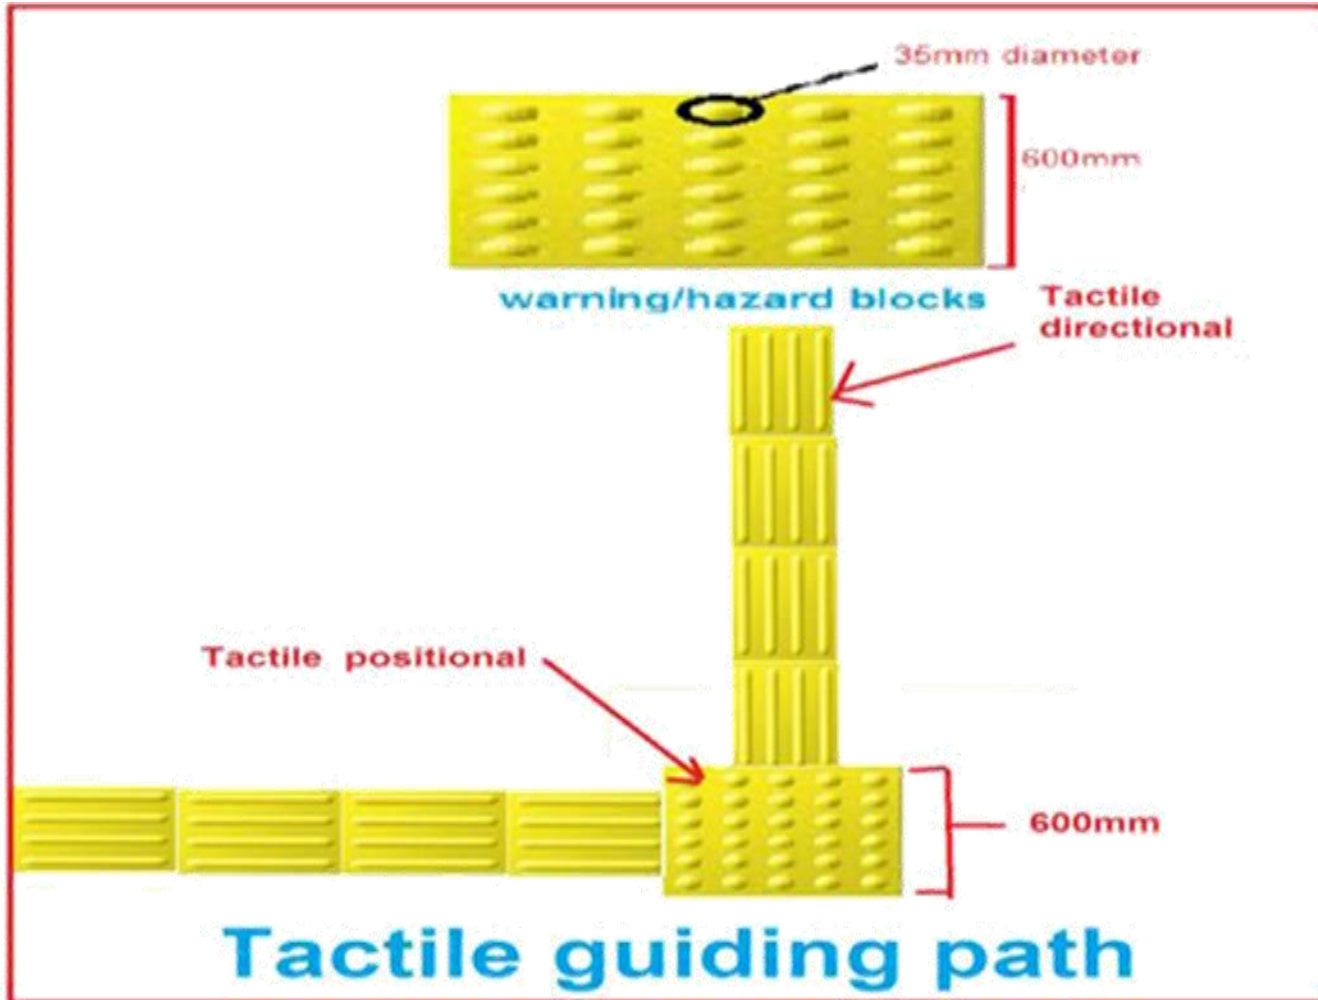 35mm diameter
600mm
warning/hazard blocks
Tactile
directional
Tactile positional
600mm
Tactile guiding path